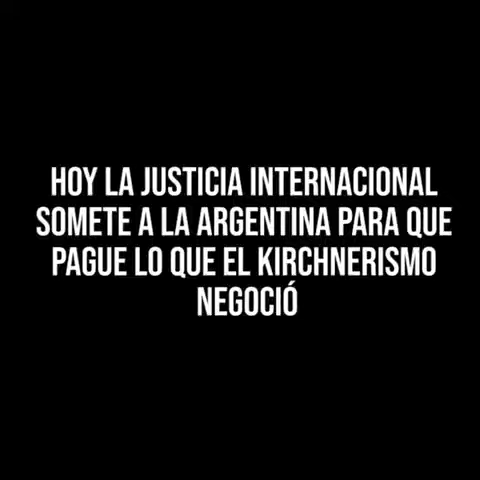 HOY LA JUSTICIA INTERNACIONAL
SOMETE A LA ARGENTINA PARA QUE
PAGUE LO QUE EL KIRCHNERISMO
NEGOCIÓ